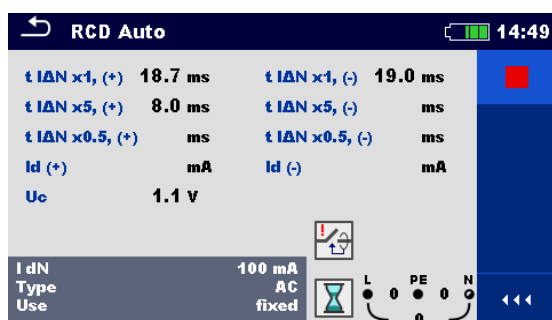 RCD Auto 14:49
t IΔN x1, (+) 18.7 ms t IΔN x1, (-) 19.0 ms
t IΔN x5, (+) 8.0 ms t IΔN x5, (-) ms
t IΔN x0.5, (+) ms t IΔN x0.5, (-) ms
Id (+) mA Id (-) mA
Uc 1.1 V
I dN 100 mA
Type AC
Use fixed
L PE N
0 0
0